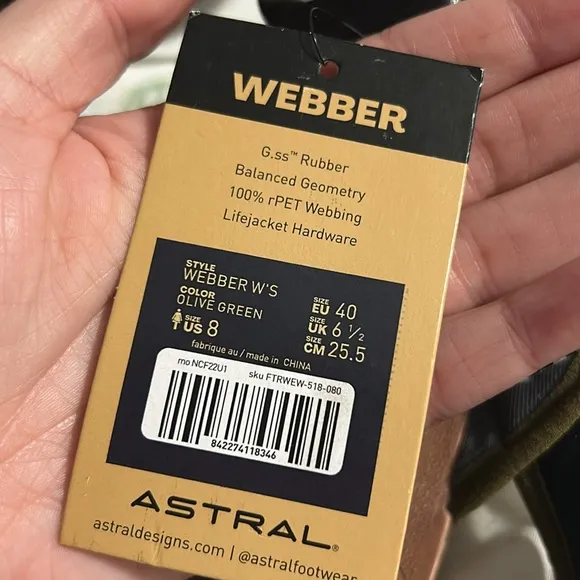 WEBBER
G.ss™ Rubber
Balanced Geometry
100% rPET Webbing
Lifejacket Hardware
STYLE
WEBBER W'S
COLOR
OLIVE GREEN
SIZE
US 8
SIZE
EU 40
SIZE
UK 6 ½
SIZE
CM 25.5
fabrique au / made in CHINA
mo NCF22U1 sku FTRWEW-518-080
842274118346
ASTRAL®
astraldesigns.com | @astralfootwear